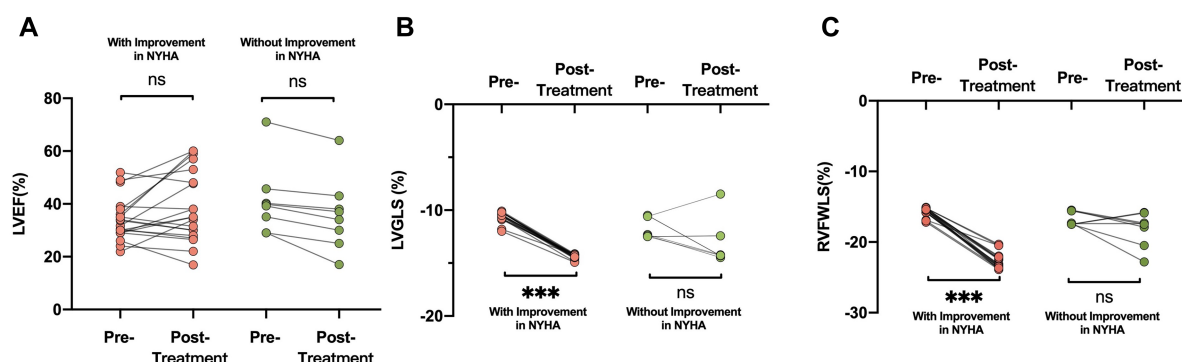 A
With Improvement
in NYHA
Without Improvement
in NYHA
ns
ns
LVEF(%)
80
60
40
20
0
Pre-
Post-
Treatment
Pre-
Post-
Treatment
B
Pre-
Post-
Treatment
Pre-
Post-
Treatment
LVGLS (%)
0
-10
-20
***
ns
With Improvement
in NYHA
Without Improvement
in NYHA
C
Pre-
Post-
Treatment
Pre-
Post-
Treatment
RVFWLS(%)
0
-10
-20
-30
***
ns
With Improvement
in NYHA
Without Improvement
in NYHA